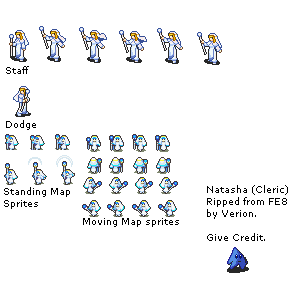 Staff
Dodge
Standing Map
Sprites
Moving Map sprites
Natasha (Cleric)
Ripped from FE8
by Verion.
Give Credit.